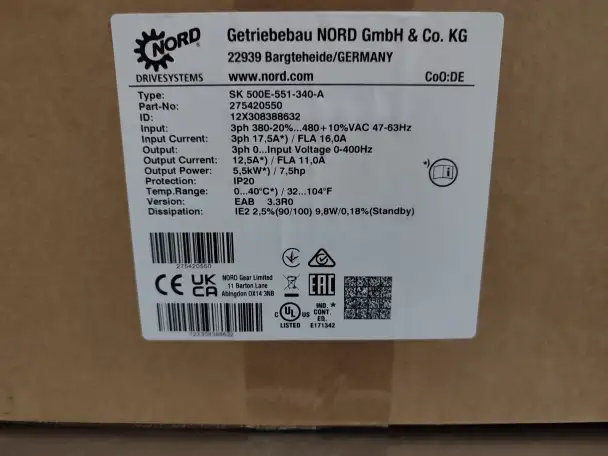 NORD
DRIVESYSTEMS
Getriebebau NORD GmbH & Co. KG
22939 Bargteheide/GERMANY
www.nord.com CoO:DE
Type: SK 500E-551-340-A
Part-No: 275420550
ID: 12X308388632
Input: 3ph 380-20%...480+10%VAC 47-63Hz
Input Current: 3ph 17,5A*) / FLA 16,0A
Output: 3ph 0...Input Voltage 0-400Hz
Output Current: 12,5A*) / FLA 11,0A
Output Power: 5,5kW*) / 7,5hp
Protection: IP20
Temp.Range: 0...40°C*) / 32...104°F
Version: EAB 3.3R0
Dissipation: IE2 2,5%(90/100) 9,8W/0,18%(Standby)
*)
275420550
CE UK CA
NORD Gear Limited
11 Barton Lane
Abingdon OX14 3NB
EAC
12X308388632
C UL US
LISTED
IND.
CONT.
EQ.
E171342